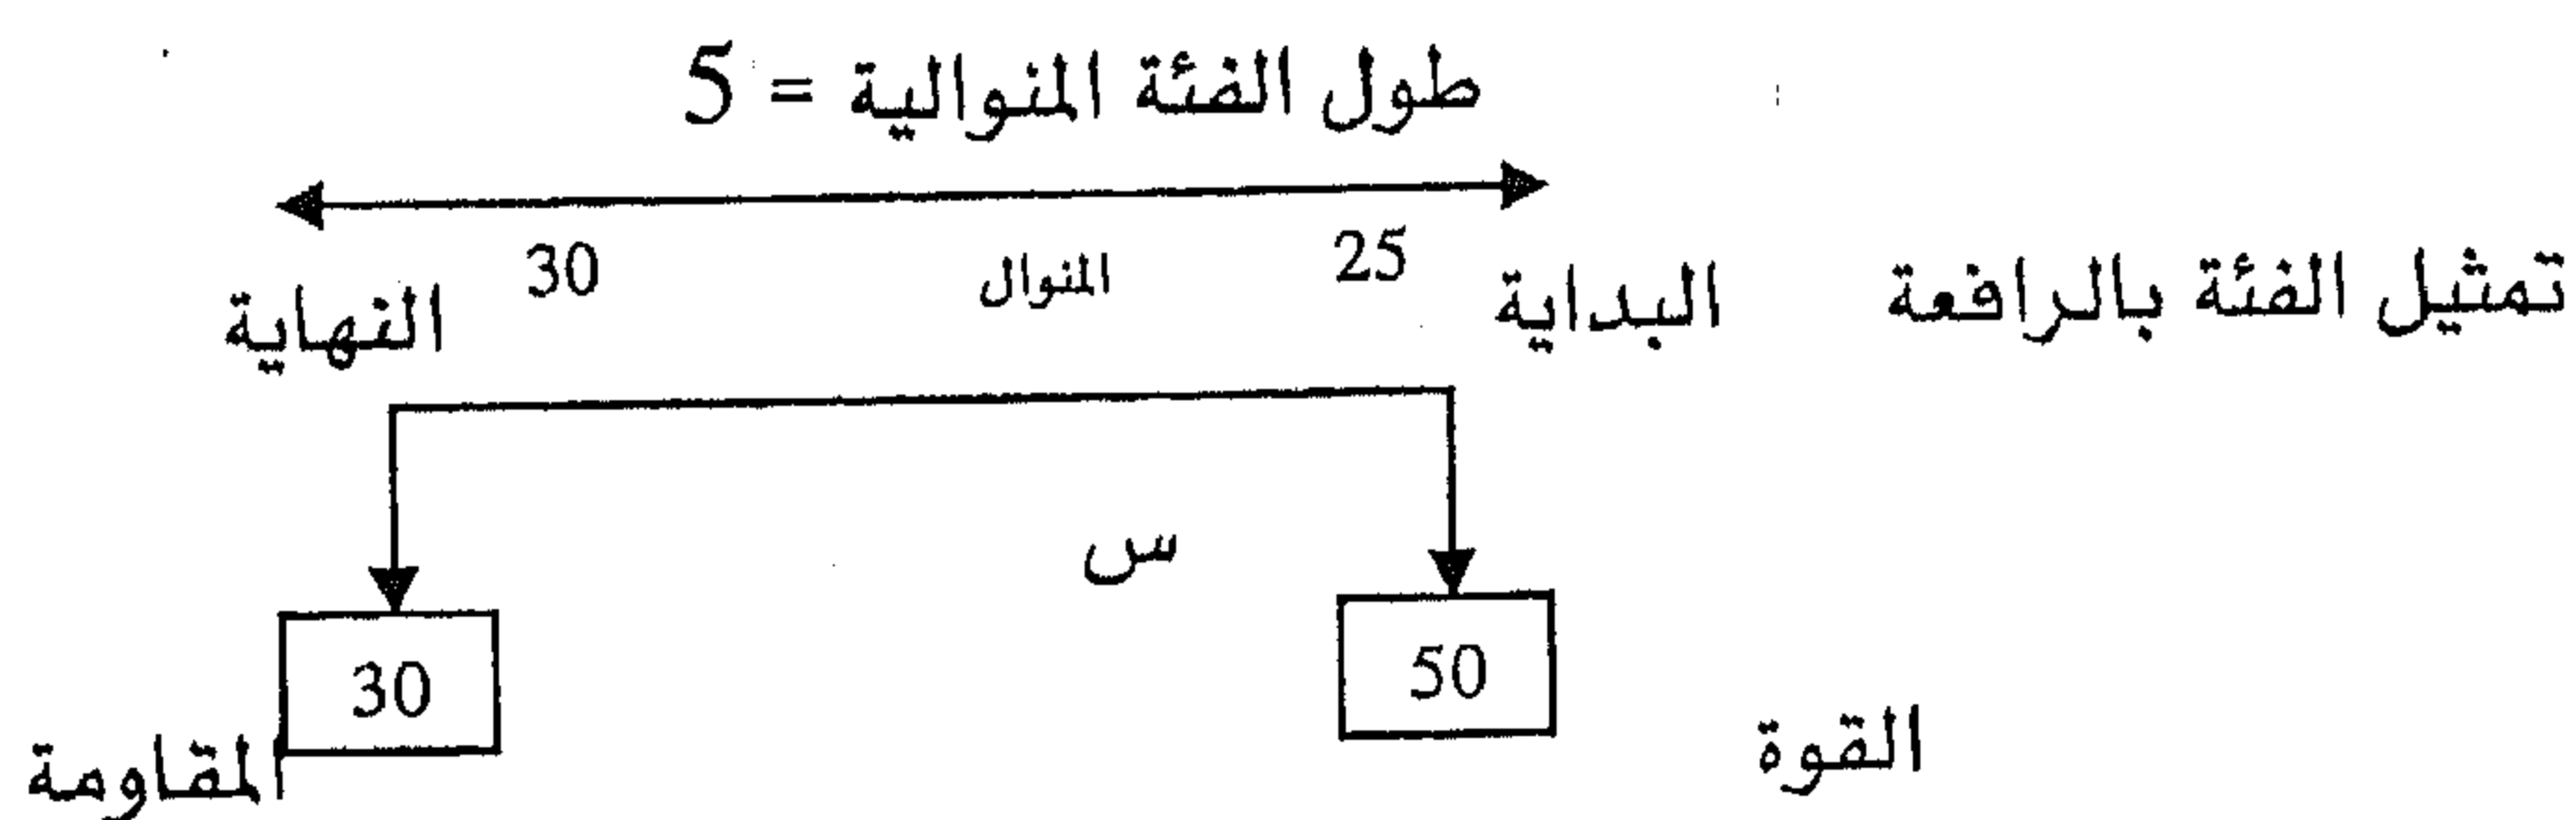 طول الفئة المنوالية = 5
تمثيل الفئة بالرافعة البداية 25 المنوال 30 النهاية
س
50 30
القوة المقاومة